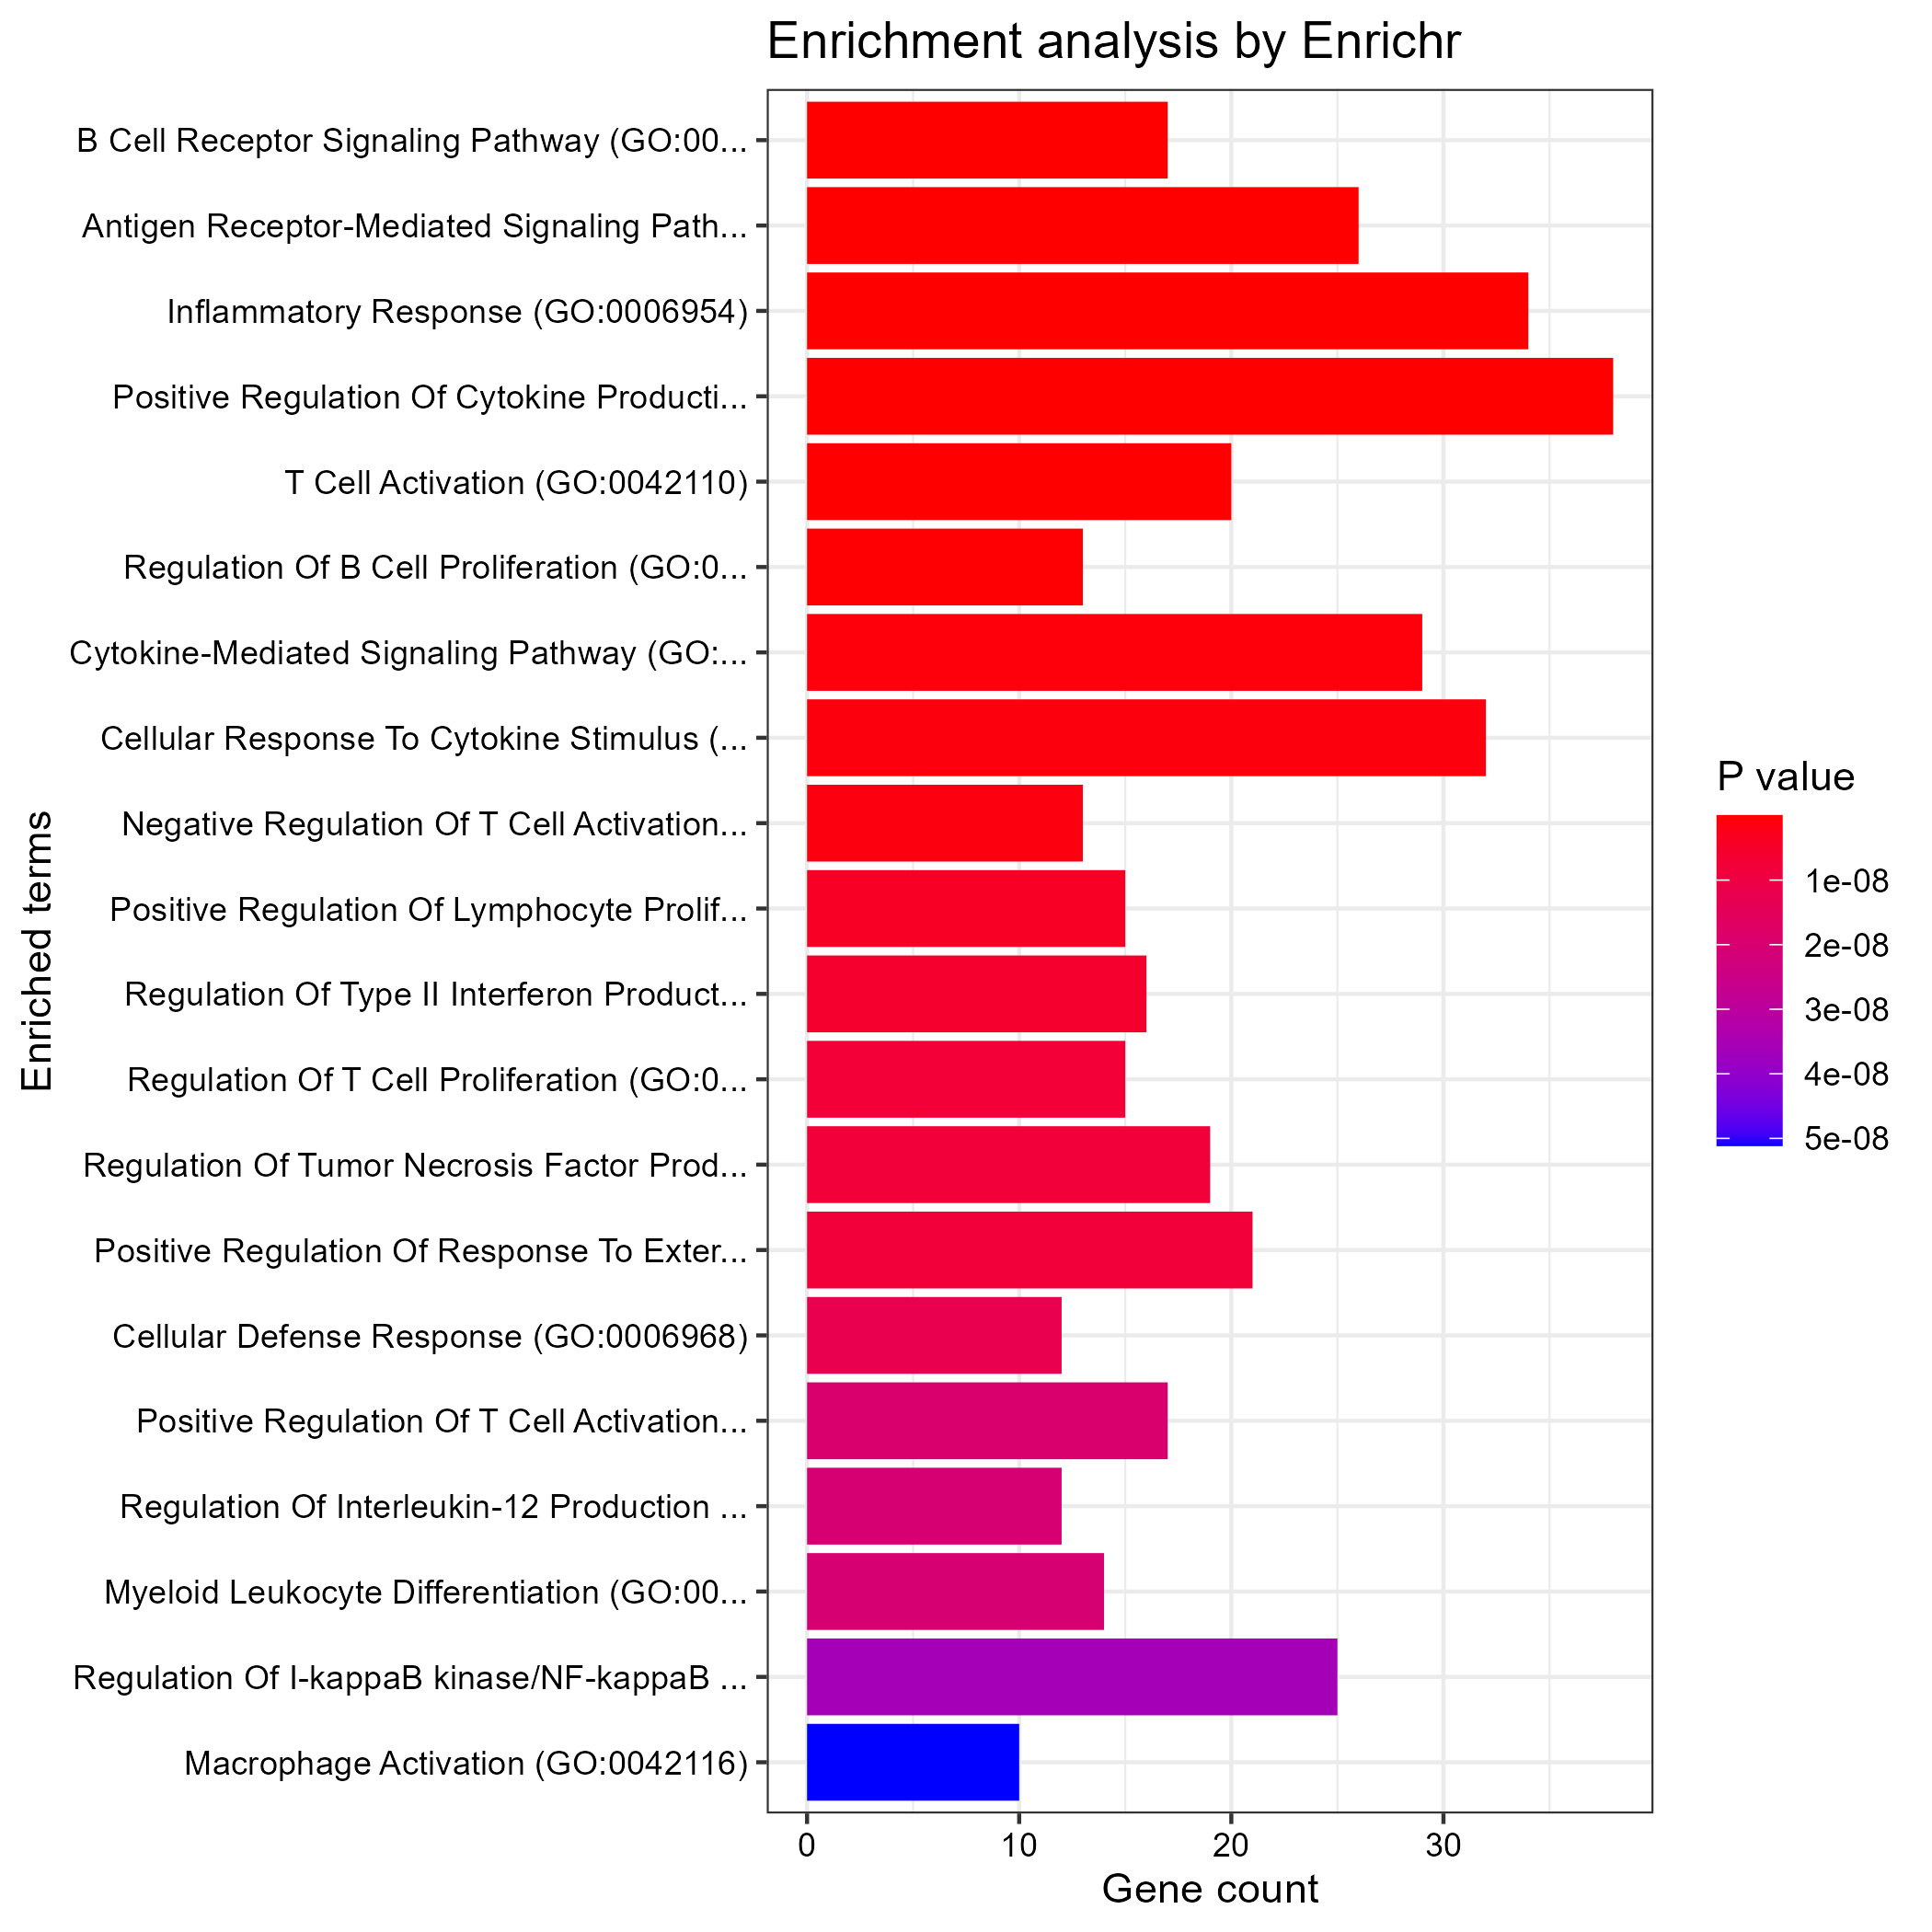 Enrichment analysis by Enrichr
B Cell Receptor Signaling Pathway (GO:00...
Antigen Receptor-Mediated Signaling Path...
Inflammatory Response (GO:0006954)
Positive Regulation Of Cytokine Producti...
T Cell Activation (GO:0042110)
Regulation Of B Cell Proliferation (GO:0...
Cytokine-Mediated Signaling Pathway (GO:...
Cellular Response To Cytokine Stimulus (...
Negative Regulation Of T Cell Activation...
Positive Regulation Of Lymphocyte Prolif...
Regulation Of Type II Interferon Product...
Regulation Of T Cell Proliferation (GO:0...
Regulation Of Tumor Necrosis Factor Prod...
Positive Regulation Of Response To Exter...
Cellular Defense Response (GO:0006968)
Positive Regulation Of T Cell Activation...
Regulation Of Interleukin-12 Production ...
Myeloid Leukocyte Differentiation (GO:00...
Regulation Of I-kappaB kinase/NF-kappaB ...
Macrophage Activation (GO:0042116)
Enriched terms
0 10 20 30
Gene count
P value
1e-08
2e-08
3e-08
4e-08
5e-08